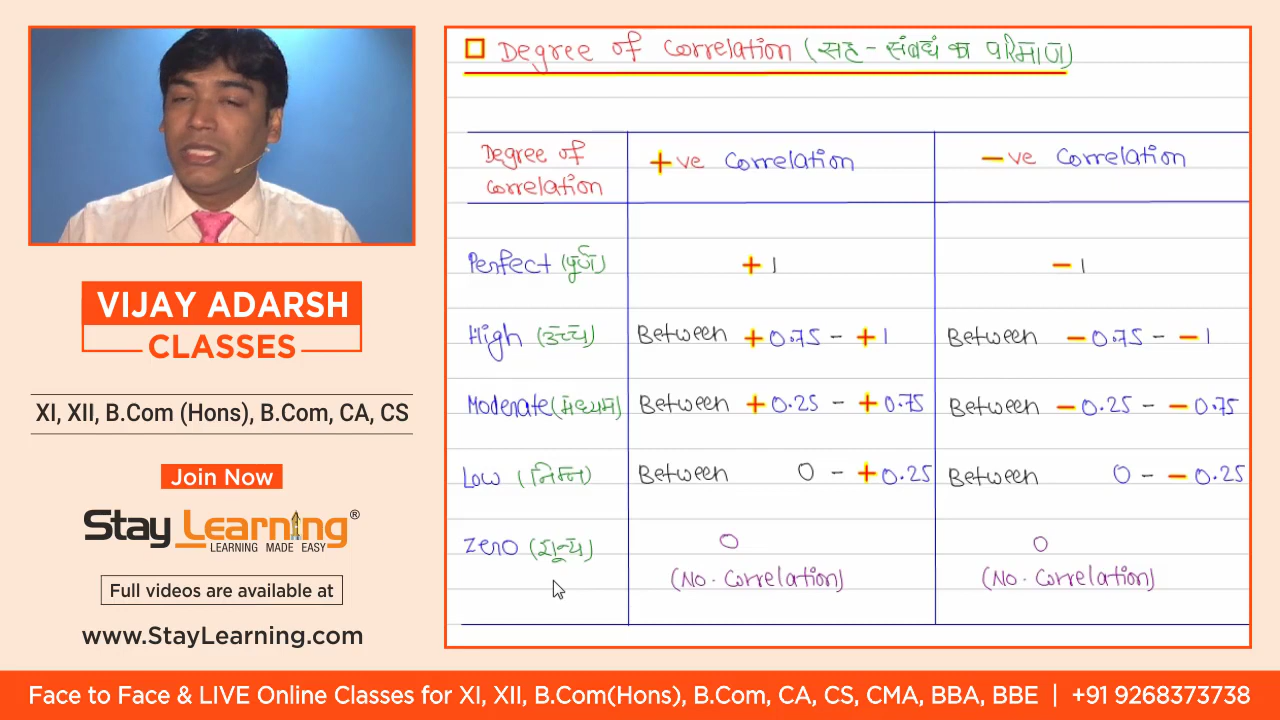 Degree of Correlation (सह - संबधं का परिमाण)
Degree of correlation
+ve Correlation
-ve Correlation
Perfect (पूर्ण)
+1
-1
High (उच्च)
Between +0.75 - +1
Between -0.75 - -1
Moderate (मध्यम)
Between +0.25 - +0.75
Between -0.25 - -0.75
Low (निम्न)
Between 0 - +0.25
Between 0 - -0.25
Zero (शून्य)
0
(No. Correlation)
0
(No. Correlation)
VIJAY ADARSH
CLASSES
XI, XII, B.Com (Hons), B.Com, CA, CS
Join Now
Stay Learning®
LEARNING MADE EASY
Full videos are available at
www.StayLearning.com
Face to Face & LIVE Online Classes for XI, XII, B.Com(Hons), B.Com, CA, CS, CMA, BBA, BBE | +91 9268373738